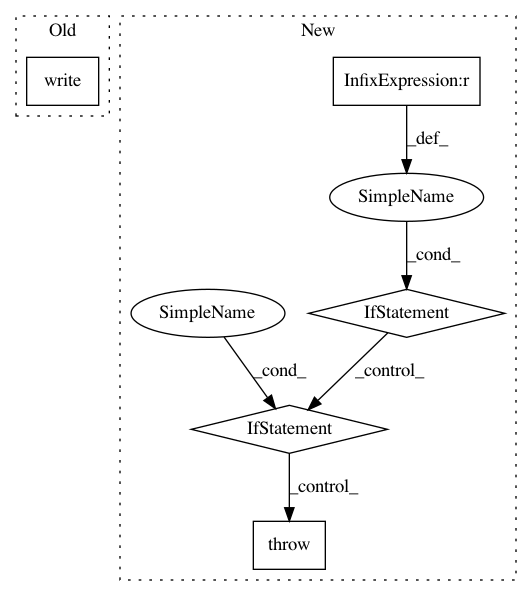 Old
New
write
InfixExpression:r
_def_
SimpleName
_cond_
SimpleName
IfStatement
_cond_
_control_
IfStatement
_control_
throw